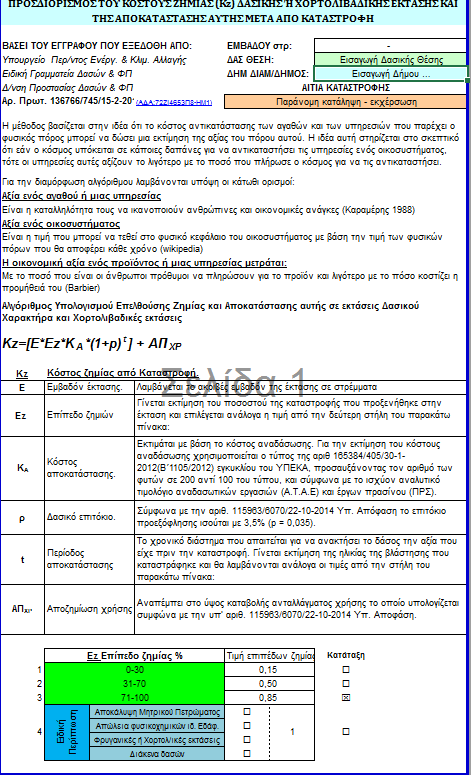 ΠΡΟΣΔΙΟΡΙΣΜΟΣ ΤΟΥ ΚΟΣΤΟΥΣ ΖΗΜΙΑΣ (Kz) ΔΑΣΙΚΗΣ Ή ΧΟΡΤΟΛΙΒΑΔΙΚΗΣ ΕΚΤΑΣΗΣ ΚΑΙ
ΤΗΣ ΑΠΟΚΑΤΑΣΤΑΣΗΣ ΑΥΤΗΣ ΜΕΤΑ ΑΠΟ ΚΑΤΑΣΤΡΟΦΗ
ΒΑΣΕΙ ΤΟΥ ΕΓΓΡΑΦΟΥ ΠΟΥ ΕΞΕΔΟΘΗ ΑΠΟ: ΕΜΒΑΔΟΥ στρ: -
Υπουργείο Περ/ντος Ενέργ. & Κλιμ. Αλλαγής ΔΑΣ ΘΕΣΗ: Εισαγωγή Δασικής Θέσης
Ειδική Γραμματεία Δασών & ΦΠ ΔΗΜ ΔΙΑΜ/ΔΗΜΟΣ: Εισαγωγή Δήμου ...
Δ/νση Προστασίας Δασών & ΦΠ ΑΙΤΙΑ ΚΑΤΑΣΤΡΟΦΗΣ
Αρ. Πρωτ. 136766/745/15-2-20 Παράνομη κατάληψη - εκχέρσωση
Η μέθοδος βασίζεται στην ιδέα ότι το κόστος αντικατάστασης των αγαθών και των υπηρεσιών που παρέχει ο
φυσικός πόρος μπορεί να δώσει μια εκτίμηση της αξίας του πόρου αυτού. Η ιδέα αυτή στηρίζεται στο σκεπτικό
ότι εάν ο κόσμος υπόκειται σε κάποιες δαπάνες για να αντικαταστήσει τις υπηρεσίες ενός οικοσυστήματος,
τότε οι υπηρεσίες αυτές αξίζουν το λιγότερο με το ποσό που πλήρωσε ο κόσμος για να τις αντικαταστήσει.
Για την διαμόρφωση αλγορίθμου λαμβάνονται υπόψη οι κάτωθι ορισμοί:
Αξία ενός αγαθού ή μιας υπηρεσίας
Είναι η καταλληλότητα τους να ικανοποιούν ανθρώπινες και οικονομικές ανάγκες (Καραμέρης 1988)
Αξία ενός οικοσυστήματος
Είναι η τιμή που μπορεί να τεθεί στο φυσικό κεφάλαιο του οικοσυστήματος με βάση την τιμή των φυσικών
πόρων που θα αποφέρει κάθε χρόνο (wikipedia)
Η οικονομική αξία ενός προϊόντος ή μιας υπηρεσίας μετράται:
Με το ποσό που είναι οι άνθρωποι πρόθυμοι να πληρώσουν για το προϊόν και λιγότερο με το πόσο κοστίζει η
προμήθειά του (Barbier)
Αλγόριθμος Υπολογισμού Επελθούσης Ζημίας και Αποκατάστασης αυτής σε εκτάσεις Δασικού
Χαρακτήρα και Χορτολιβαδικές εκτάσεις
Kz=[E*Ez*K A *(1+p) t ] + ΑΠ ΧΡ
Σελίδα 1
Kz Κόστος ζημίας από Καταστροφή.
E Εμβαδόν έκτασης. Λαμβάνεται το ακριβές εμβαδόν της έκτασης σε στρέμματα
Ez Επίπεδο ζημιών Γίνεται εκτίμηση του ποσοστού της καταστροφής που προξενήθηκε στην
έκταση και επιλέγεται ανάλογα η τιμή από την δεύτερη στήλη του παρακάτω
πίνακα:
KA Κόστος αποκατάστασης. Εκτιμάται με βάση το κόστος αναδάσωσης. Για την εκτίμηση του κόστους
αναδάσωσης χρησιμοποιείται ο τύπος της αριθ 165384/405/30-1-
2012(Β'1105/2012) εγκυκλίου του ΥΠΕΚΑ, προσαυξάνοντας τον αριθμό των
φυτών σε 200 αντί 100 του τύπου, και σύμφωνα με το ισχύον αναλυτικό
τιμολόγιο αναδασωτικών εργασιών (Α.Τ.Α.Ε) και έργων πρασίνου (ΠΡΣ).
ρ Δασικό επιτόκιο. Σύμφωνα με την αριθ. 115963/6070/22-10-2014 Υπ. Απόφαση το επιτόκιο
προεξόφλησης ισούται με 3,5% (p = 0,035).
t Περίοδος αποκατάστασης Το χρονικό διάστημα που απαιτείται για να ανακτήσει το δάσος την αξία που
είχε πριν την καταστροφή. Γίνεται εκτίμηση της ηλικίας της βλάστησης που
καταστράφηκε και θα λαμβάνονται ανάλογα οι τιμές από την στήλη του
παρακάτω πίνακα:
ΑΠΧΡ. Αποζημίωση χρήσης Αναπέμπει στο ύψος καταβολής ανταλλάγματος χρήσης το οποίο υπολογίζεται
συμφώνα με την υπ' αριθ. 115963/6070/22-10-2014 Υπ. Απόφαση.
Ez Επίπεδο ζημίας % Τιμή επιπέδων ζημίας Κατάταξη
1 0-30 0,15 ☐
2 31-70 0,50 ☐
3 71-100 0,85 ☒
4 Ειδική Περίπτωση Αποκάλυψη Μητρικού Πετρώματος ☐
Απώλεια φυσικοχημικών ιδ. Εδάφ. ☐ 1 ☐
Φρυγανικές ή Χορτολ/ικές εκτάσεις ☐
Διάκενα δασών ☐